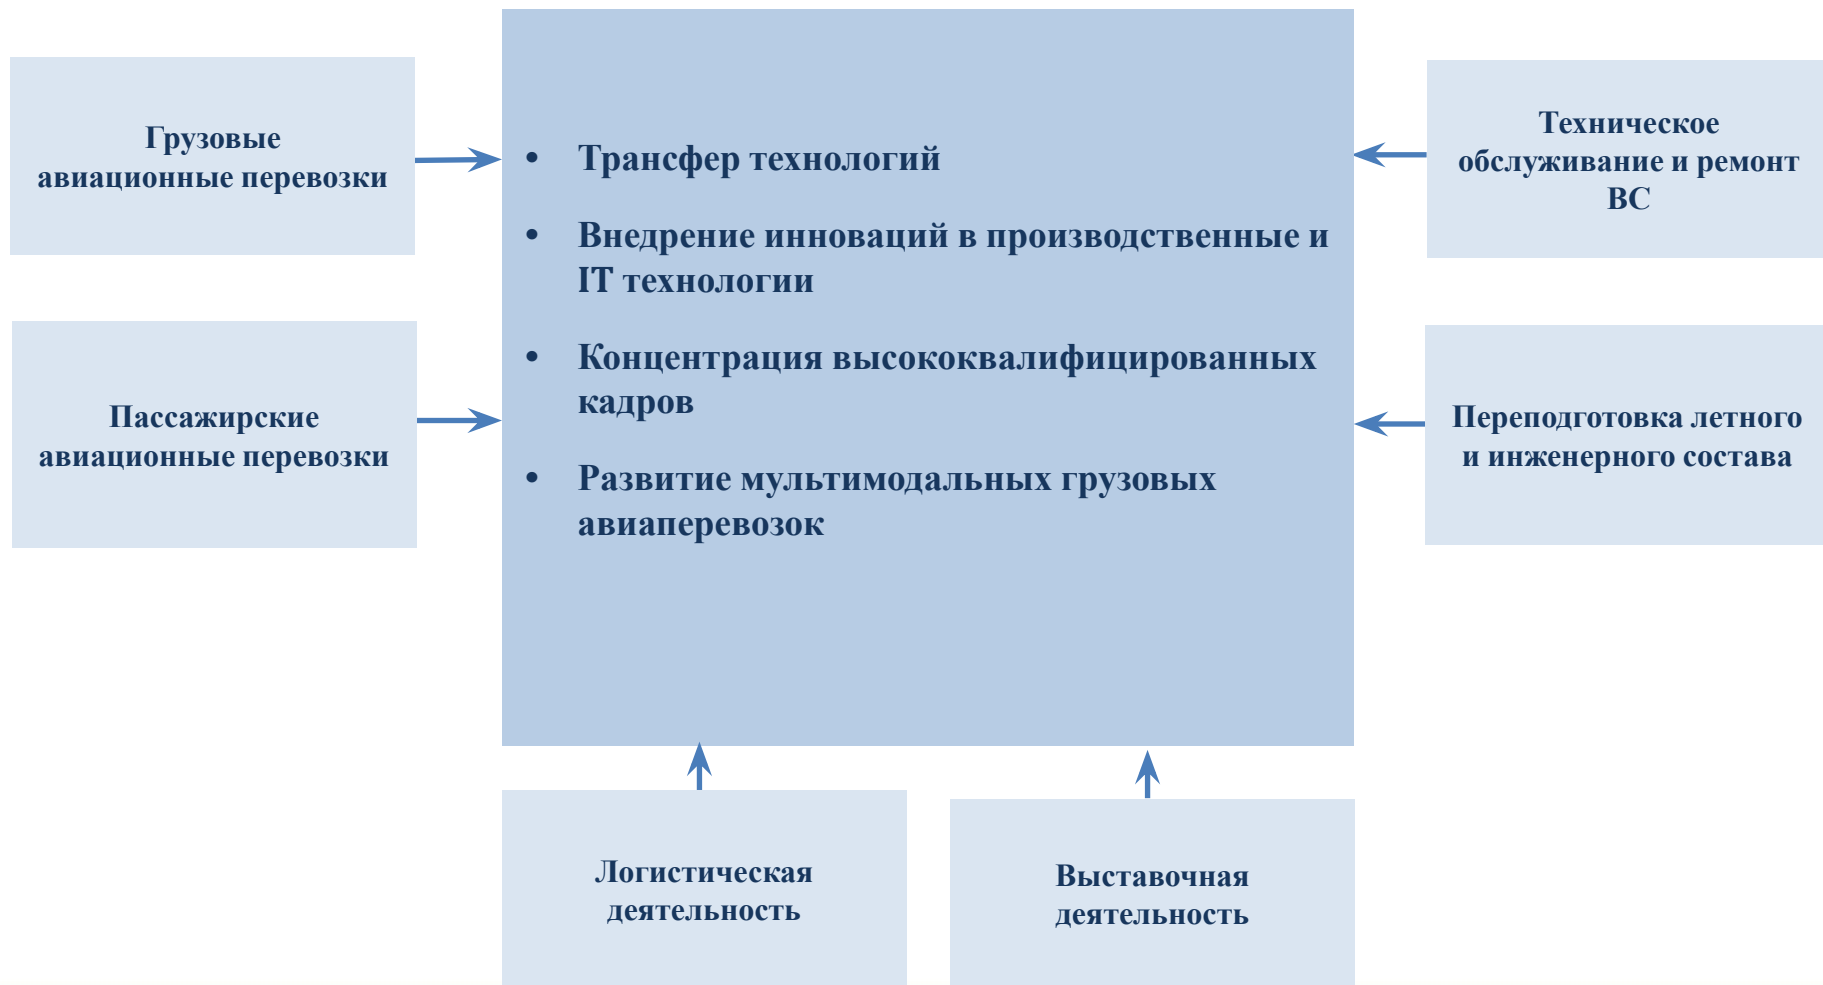 Грузовые
авиационные перевозки
Пассажирские
авиационные перевозки
• Трансфер технологий
• Внедрение инноваций в производственные и
IT технологии
• Концентрация высококвалифицированных
кадров
• Развитие мультимодальных грузовых
авиаперевозок
Техническое
обслуживание и ремонт
ВС
Переподготовка летного
и инженерного состава
Логистическая
деятельность
Выставочная
деятельность